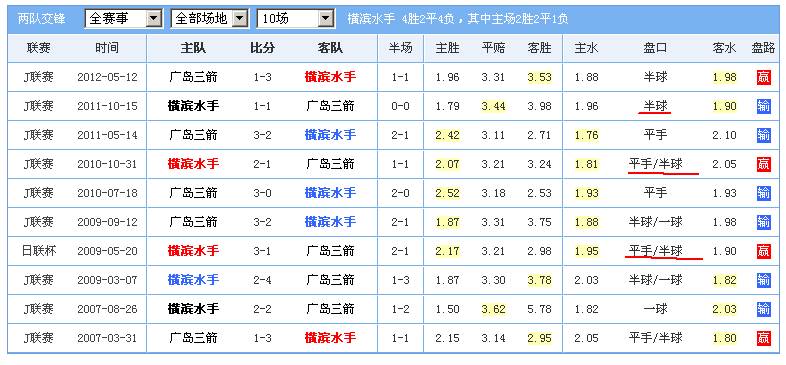 两队交锋 全赛事 全部场地 10场 横滨水手 4胜2平4负，其中主场2胜2平1负
联赛 时间 主队 比分 客队 半场 主胜 平赔 客胜 主水 盘口 客水 盘路
J联赛 2012-05-12 广岛三箭 1-3 横滨水手 1-1 1.96 3.31 3.53 1.88 半球 1.98 赢
J联赛 2011-10-15 横滨水手 1-1 广岛三箭 0-0 1.79 3.44 3.98 1.96 半球 1.90 输
J联赛 2011-05-14 广岛三箭 3-2 横滨水手 2-1 2.42 3.11 2.71 1.76 平手 2.10 输
J联赛 2010-10-31 横滨水手 2-1 广岛三箭 1-1 2.07 3.21 3.24 1.81 平手/半球 2.05 赢
J联赛 2010-07-18 广岛三箭 3-0 横滨水手 2-0 2.52 3.18 2.53 1.93 平手 1.93 输
J联赛 2009-09-12 广岛三箭 3-2 横滨水手 2-1 1.87 3.31 3.75 1.88 半球/一球 1.98 输
日联杯 2009-05-20 横滨水手 3-1 广岛三箭 2-1 2.17 3.21 2.98 1.95 平手/半球 1.90 赢
J联赛 2009-03-07 横滨水手 2-4 广岛三箭 1-3 1.87 3.30 3.78 2.03 半球/一球 1.82 输
J联赛 2007-08-26 横滨水手 2-2 广岛三箭 1-2 1.50 3.62 5.78 1.82 一球 2.03 输
J联赛 2007-03-31 广岛三箭 1-3 横滨水手 1-1 2.15 3.14 2.95 2.05 平手/半球 1.80 赢